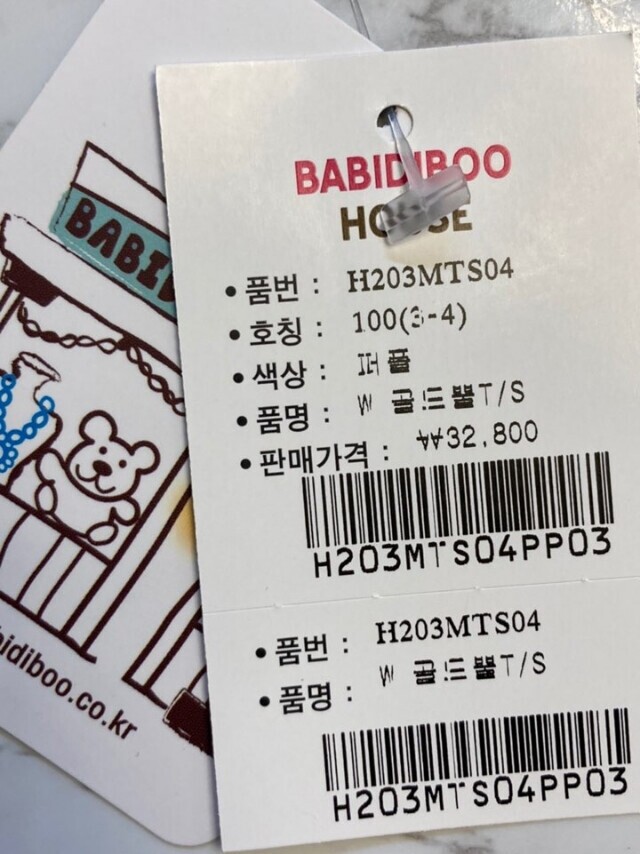 BABIDIBOO
HOUSE
• 품번 : H203MTS04
• 호칭 : 100(3-4)
• 색상 : 퍼플
• 품명 : W 골드뿔T/S
• 판매가격 : ₩32,800
H203MTS04PP03
• 품번 : H203MTS04
• 품명 : W 골드뿔T/S
H203MTS04PP03
BABI
bidiboo.co.kr